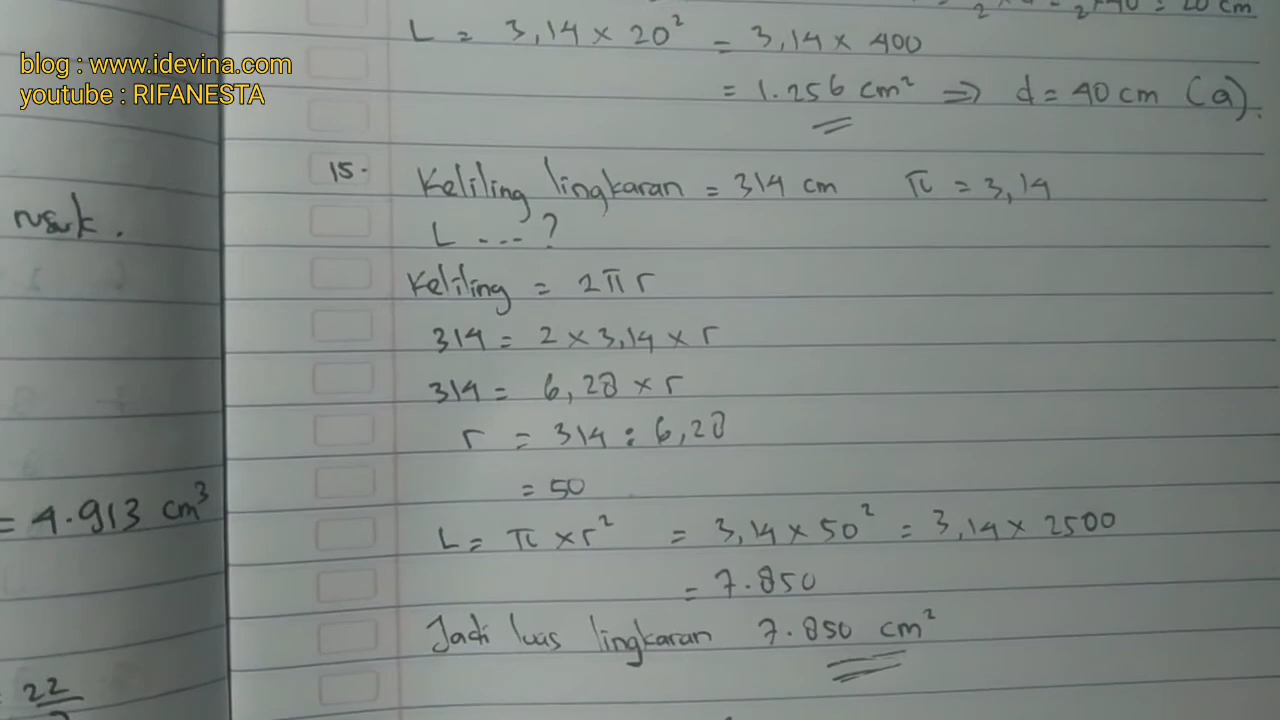 blog : www.idevina.com
youtube : RIFANESTA
L = 3,14 × 20² = 3,14 × 400
= 1.256 cm² ⇒ d = 40 cm (a).
15. Keliling lingkaran = 314 cm π = 3,14
L ....?
Keliling = 2πr
314 = 2 × 3,14 × r
314 = 6,28 × r
r = 314 : 6,28
= 50
L = π × r² = 3,14 × 50² = 3,14 × 2500
= 7.850
Jadi luas lingkaran 7.850 cm²
rusuk.
= 4.913 cm³
22